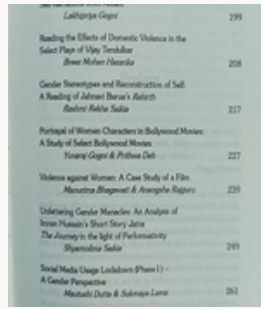 Lakhipriya Gogoi 199
Reading the Effects of Domestic Violence in the
Select Plays of Vijay Tendulkar
Biraz Mohan Hazarika 208
Gender Stereotypes and Reconstruction of Self:
A Reading of Jahnavi Barua's Rebirth
Rashmi Rekha Saikia 217
Portrayal of Women Characters in Bollywood Movies:
A Study of Select Bollywood Movies
Yuvaraj Gogoi & Prithwa Deb 227
Violence against Women: A Case Study of a Film
Manurima Bhagawati & Anangsha Rajguru 239
Unfettering Gender Manacles: An Analysis of
Imran Hussain's Short Story Jatra
The Journey in the light of Performativity
Shyamolima Saikia 249
Social Media Usage Lockdown (Phase I) –
A Gender Perspective
Mautushi Dutta & Sukmaya Lama 261